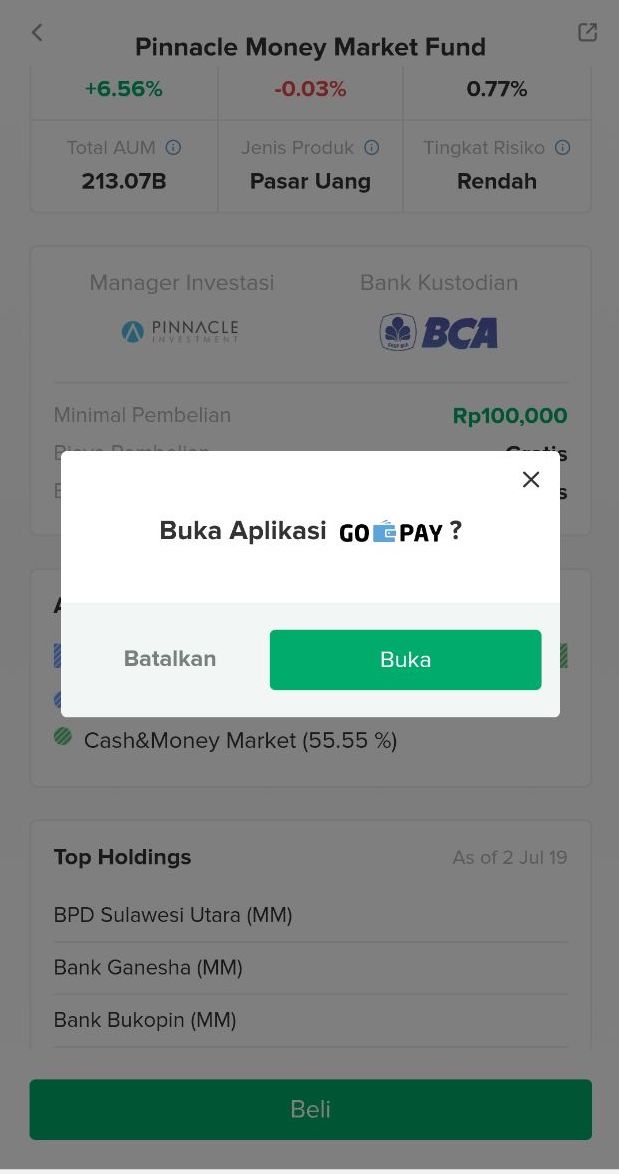 Pinnacle Money Market Fund
+6.56% -0.03% 0.77%
Total AUM Jenis Produk Tingkat Risiko
213.07B Pasar Uang Rendah
Manager Investasi Bank Kustodian
PINNACLE INVESTMENT BCA
Minimal Pembelian Rp100,000
Buka Aplikasi GO PAY ?
Batalkan Buka
Cash&Money Market (55.55 %)
Top Holdings As of 2 Jul 19
BPD Sulawesi Utara (MM)
Bank Ganesha (MM)
Bank Bukopin (MM)
Beli